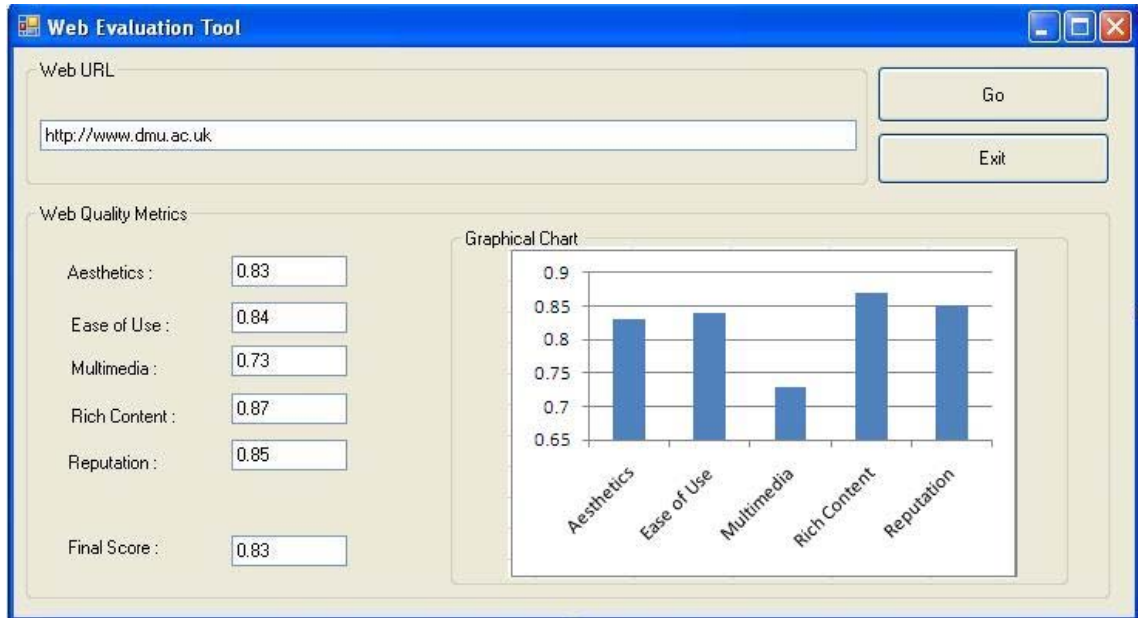 Web Evaluation Tool
Web URL
http://www.dmu.ac.uk
Go
Exit
Web Quality Metrics
Aesthetics : 0.83
Ease of Use : 0.84
Multimedia : 0.73
Rich Content : 0.87
Reputation : 0.85
Final Score : 0.83
Graphical Chart
0.9
0.85
0.8
0.75
0.7
0.65
Aesthetics
Ease of Use
Multimedia
Rich Content
Reputation